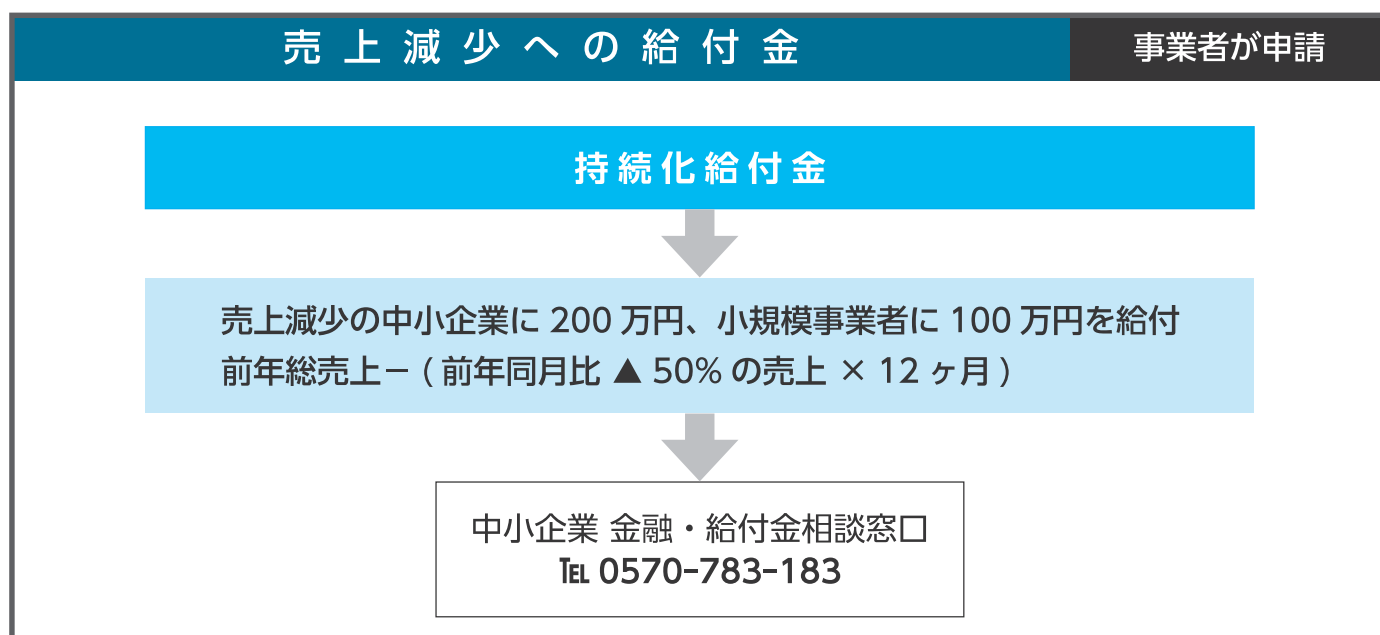 売上減少への給付金
事業者が申請
持続化給付金
売上減少の中小企業に 200 万円、小規模事業者に 100 万円を給付
前年総売上－ ( 前年同月比 ▲ 50% の売上 × 12 ヶ月 )
中小企業 金融・給付金相談窓口
℡ 0570-783-183